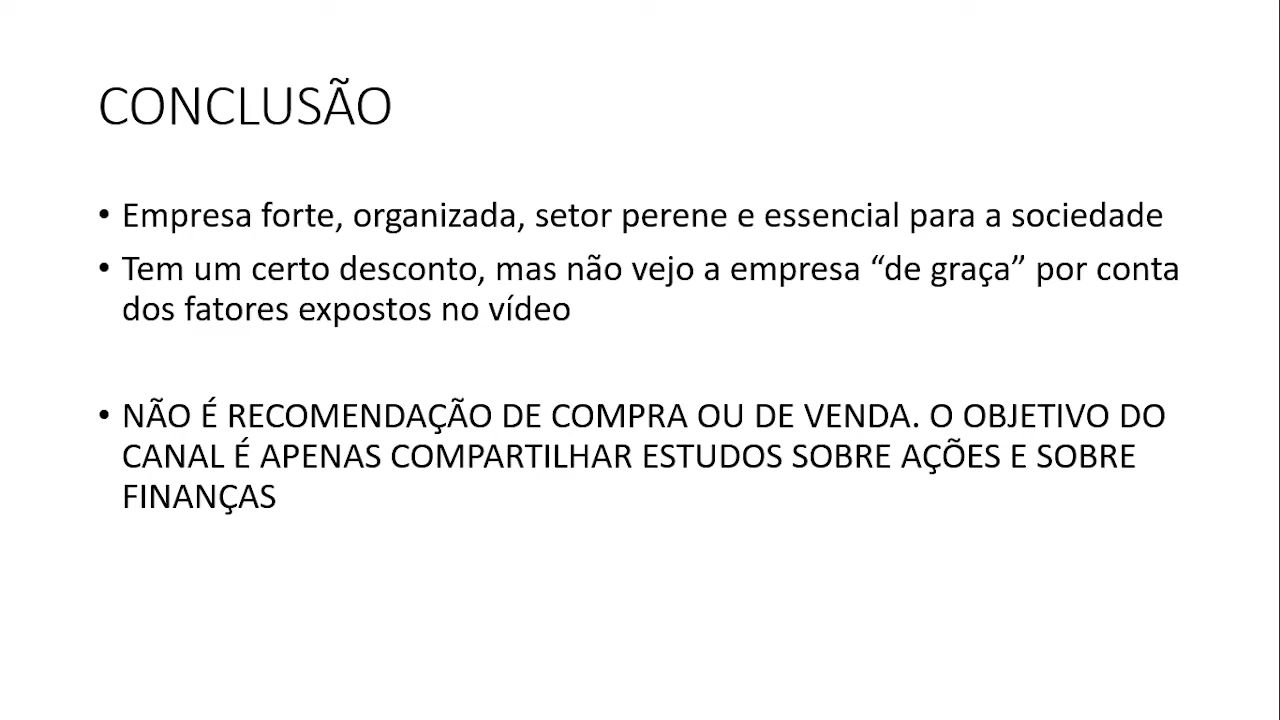 CONCLUSÃO
• Empresa forte, organizada, setor perene e essencial para a sociedade
• Tem um certo desconto, mas não vejo a empresa “de graça” por conta
dos fatores expostos no vídeo
• NÃO É RECOMENDAÇÃO DE COMPRA OU DE VENDA. O OBJETIVO DO
CANAL É APENAS COMPARTILHAR ESTUDOS SOBRE AÇÕES E SOBRE
FINANÇAS